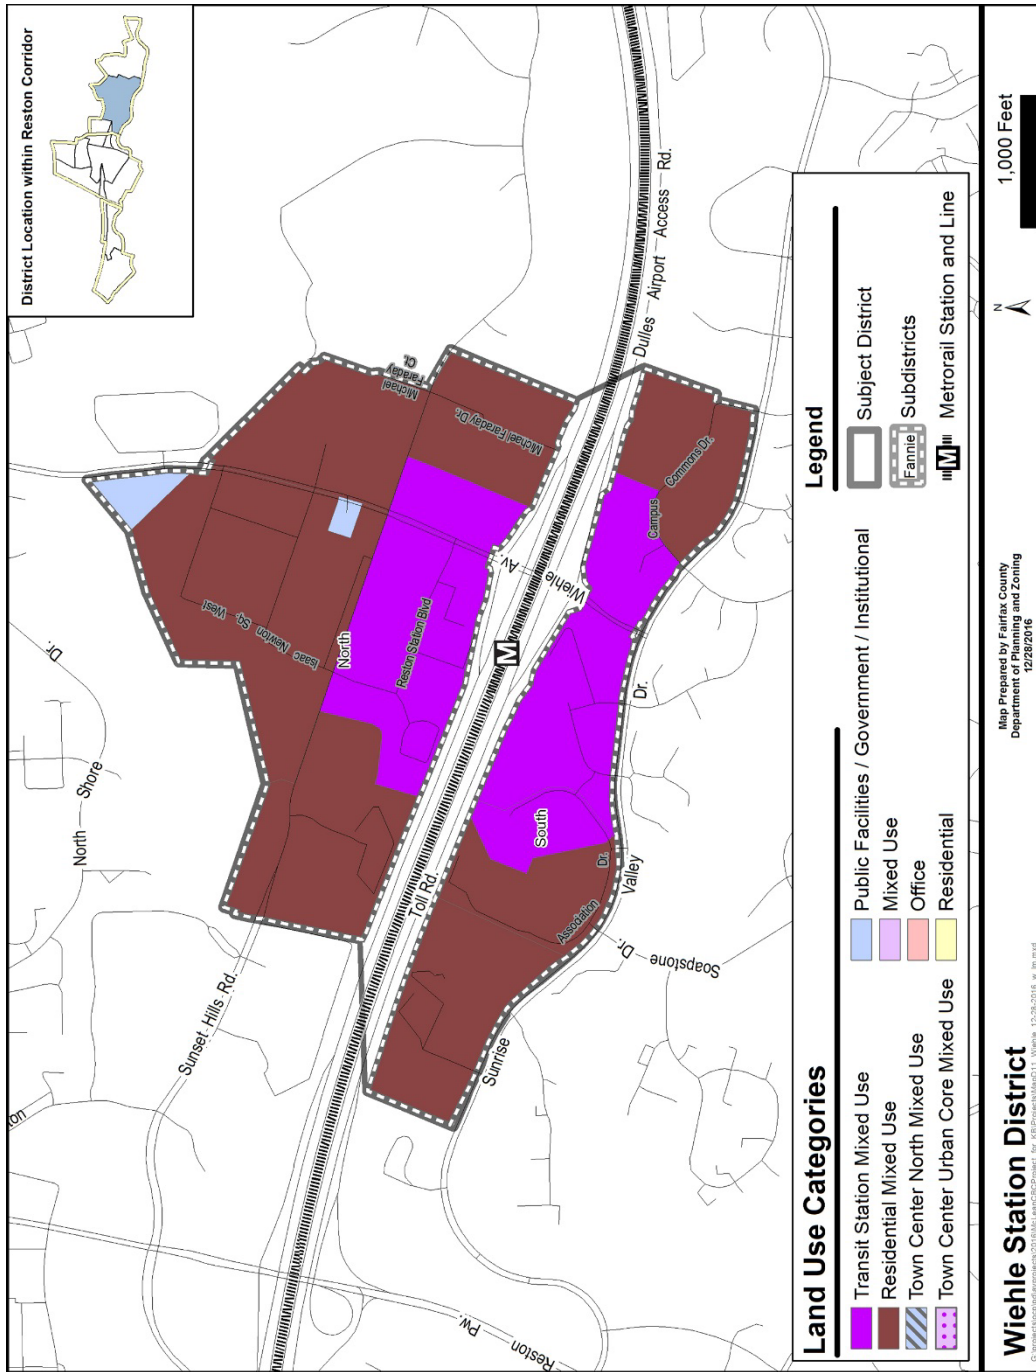 District Location within Reston Corridor
North Shore Dr.
Sunset Hills Rd.
ton
Reston Pw.
Toll Rd.
Dulles Airport Access Rd.
Wiehle Av.
Isaac Newton Sq. West
North
Reston Station Blvd
Michael Faraday Ct.
Michael Faraday Dr.
M
Campus Commons Dr.
South
Association Dr.
Soapstone Dr.
Sunrise Valley Dr.
Land Use Categories
Transit Station Mixed Use
Residential Mixed Use
Town Center North Mixed Use
Town Center Urban Core Mixed Use
Public Facilities / Government / Institutional
Mixed Use
Office
Residential
Legend
Subject District
Fannie
Subdistricts
M
Metrorail Station and Line
Wiehle Station District
Map Prepared by Fairfax County
Department of Planning and Zoning
12/28/2016
N
1,000 Feet